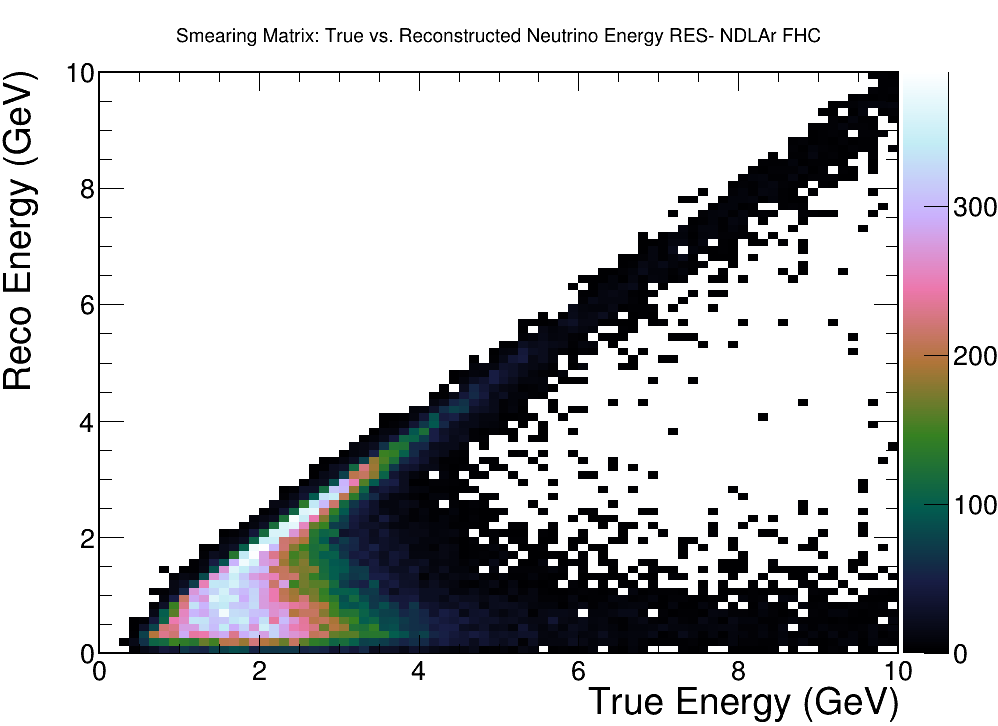 Smearing Matrix: True vs. Reconstructed Neutrino Energy RES- NDLAr FHC
Reco Energy (GeV)
10
8
6
4
2
0
0 2 4 6 8 10
True Energy (GeV)
300
200
100
0